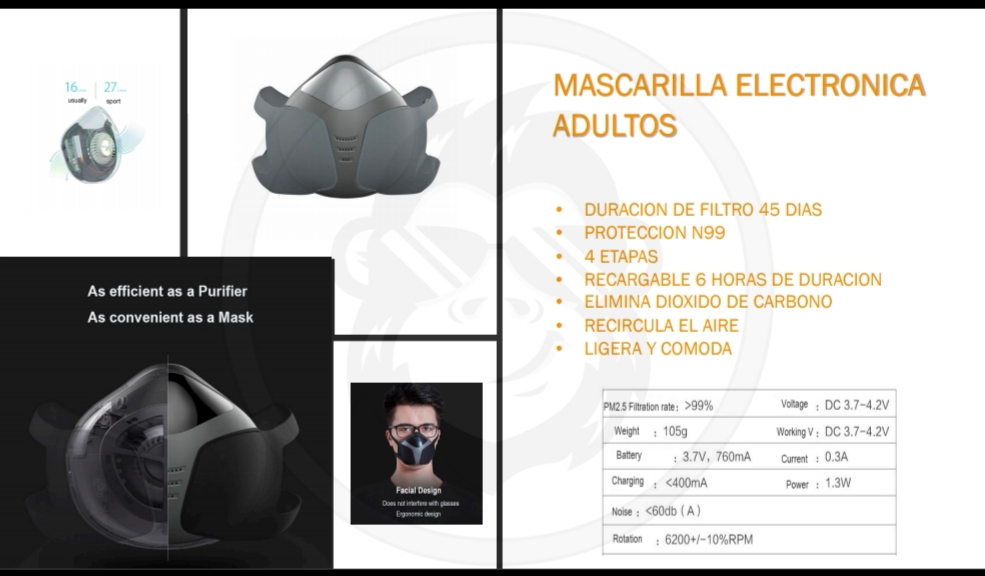 16
27
usually
sport
As efficient as a Purifier
As convenient as a Mask
Facial Design
Does not interfere with glasses
Ergonomic design
MASCARILLA ELECTRONICA
ADULTOS
• DURACION DE FILTRO 45 DIAS
• PROTECCION N99
• 4 ETAPAS
• RECARGABLE 6 HORAS DE DURACION
• ELIMINA DIOXIDO DE CARBONO
• RECIRCULA EL AIRE
• LIGERA Y COMODA
PM2.5 Filtration rate: >99% Voltage : DC 3.7-4.2V
Weight : 105g Working V : DC 3.7-4.2V
Battery : 3.7V, 760mA Current : 0.3A
Charging : <400mA Power : 1.3W
Noise : <60db (A)
Rotation : 6200+/-10%RPM